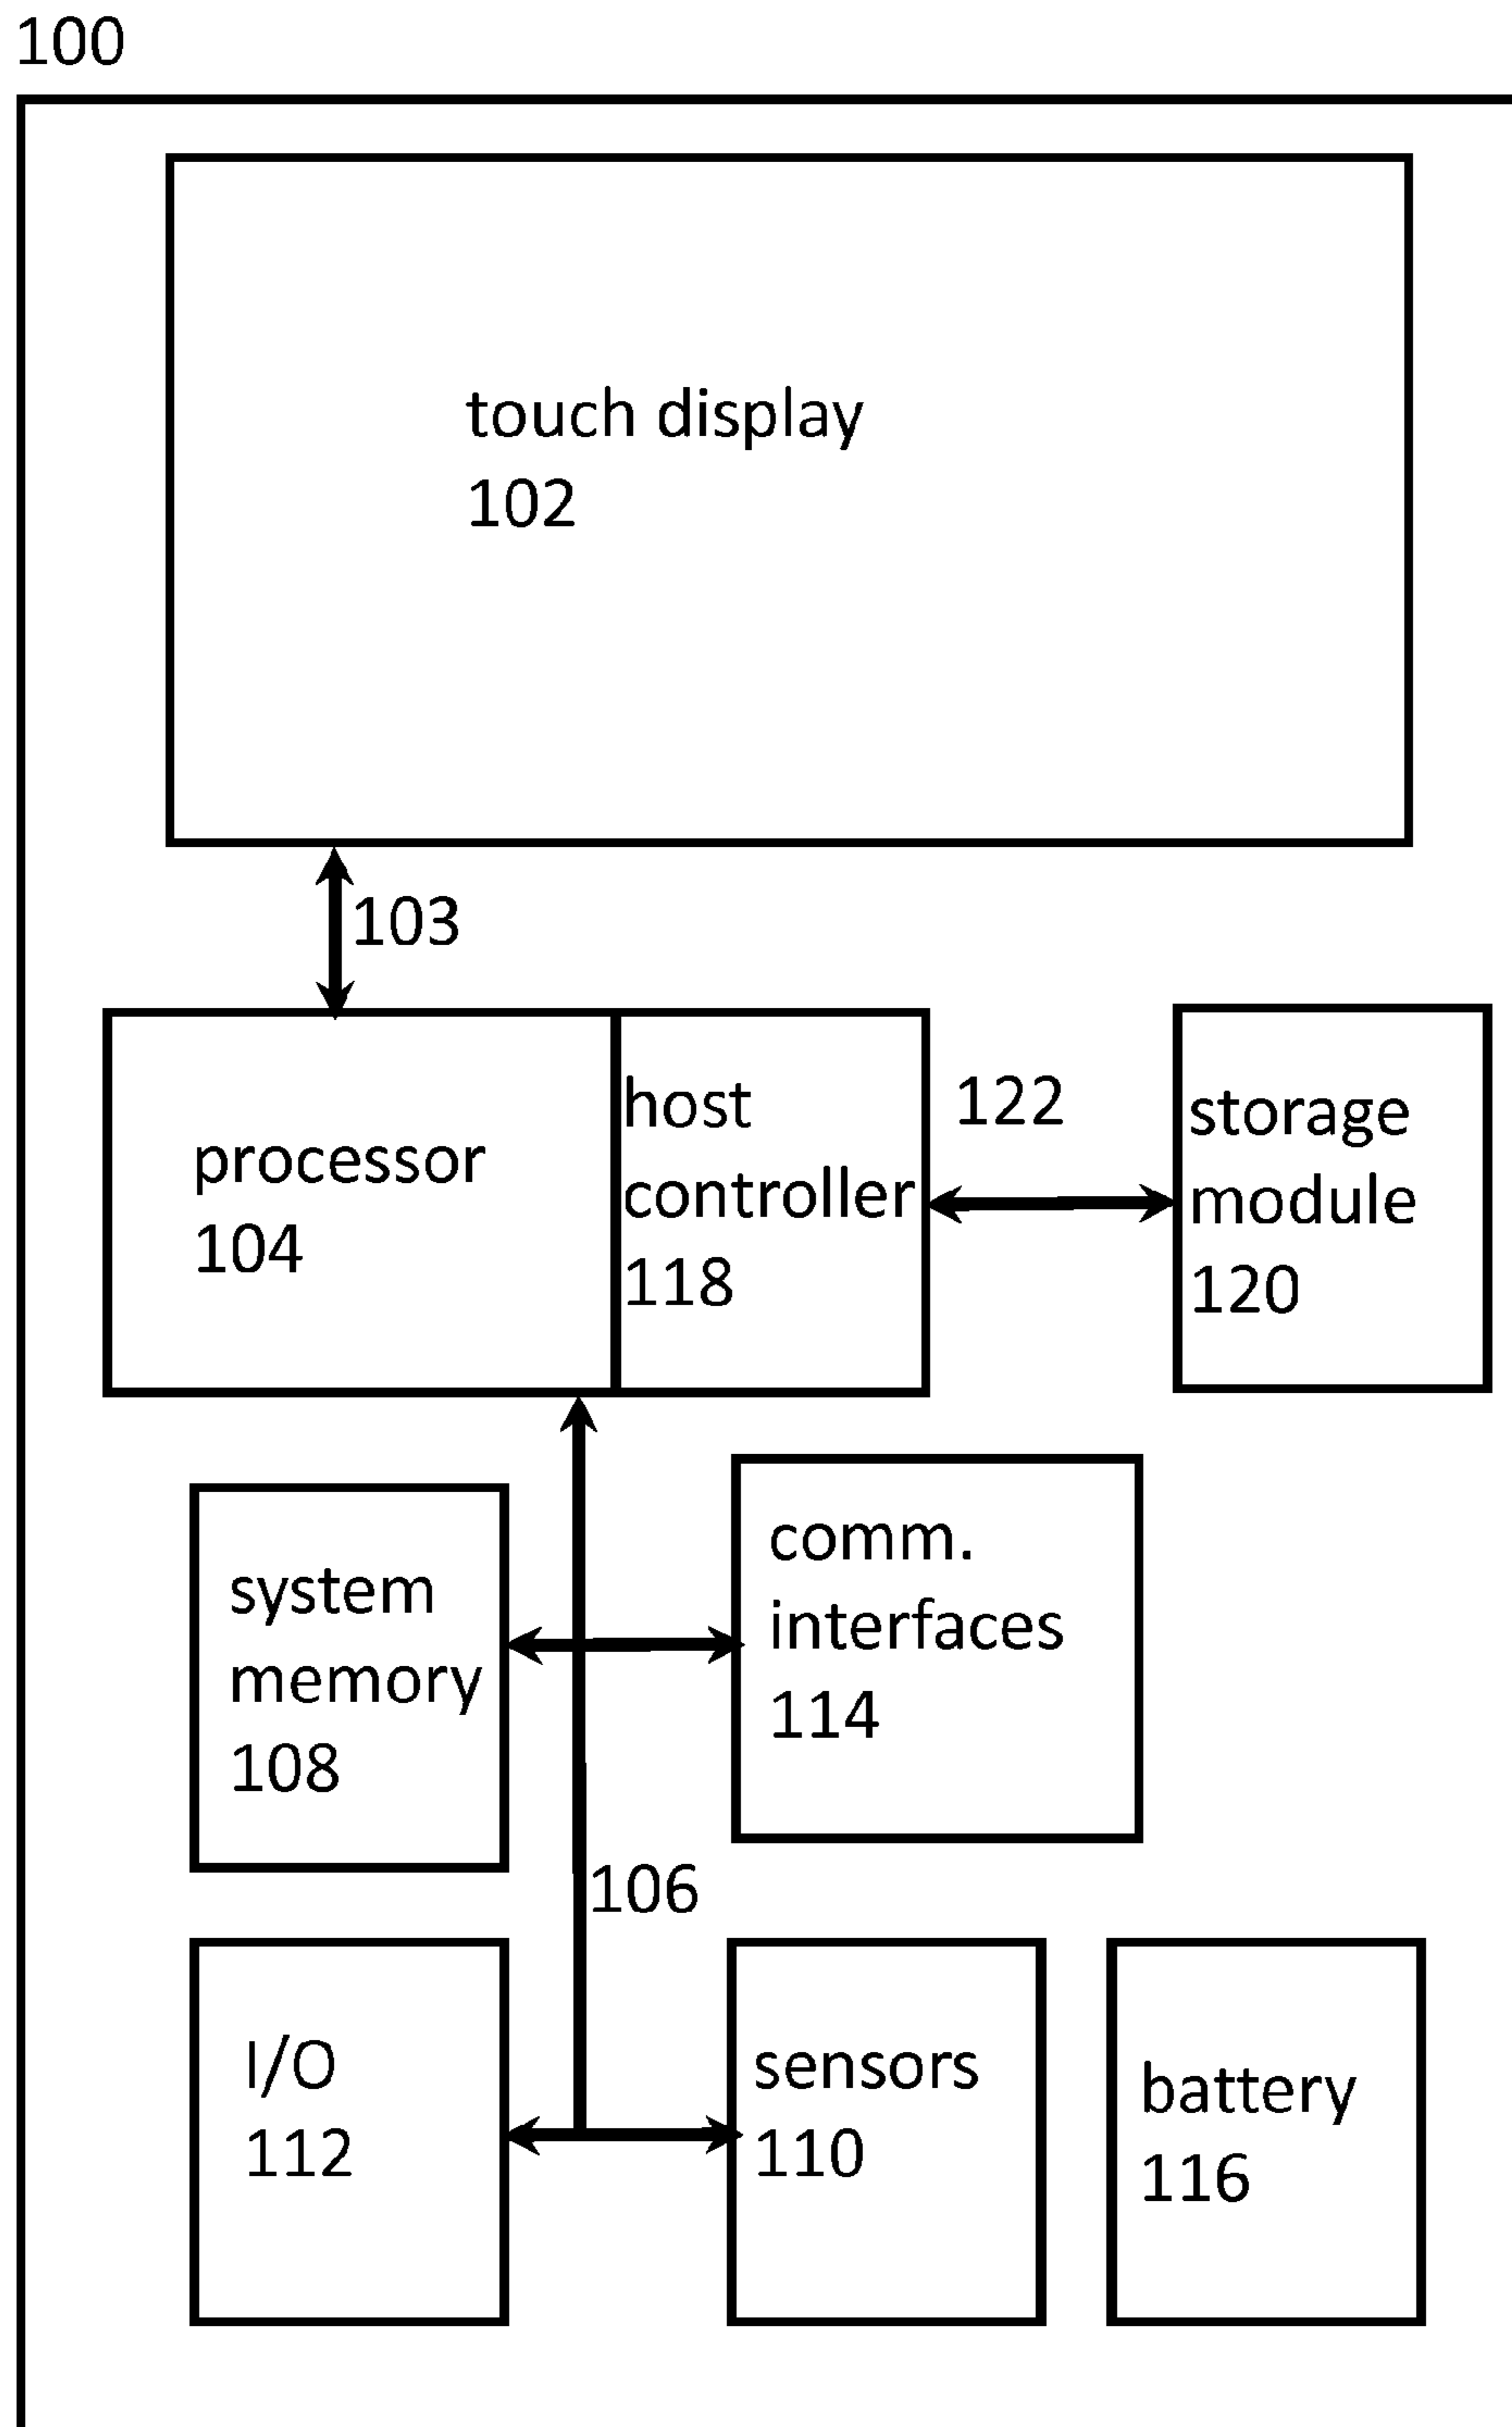 100
touch display
102
103
processor
104
host
controller
118
122
storage
module
120
system
memory
108
comm.
interfaces
114
106
I/O
112
sensors
110
battery
116